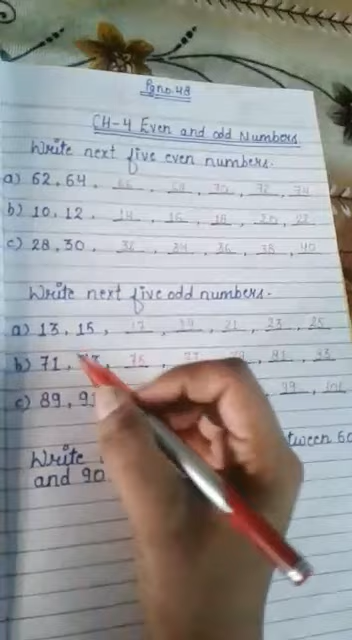 Pg no. 48
CH-4 Even and odd Numbers
Write next five even numbers.
a) 62, 64, 66, 68, 70, 72, 74
b) 10, 12, 14, 16, 18, 20, 22
c) 28, 30, 32, 34, 36, 38, 40
Write next five odd numbers.
a) 13, 15, 17, 19, 21, 23, 25
b) 71, 75, 77, 79, 81, 83
c) 89, 91 99, 101
tween 60
Write
and 90